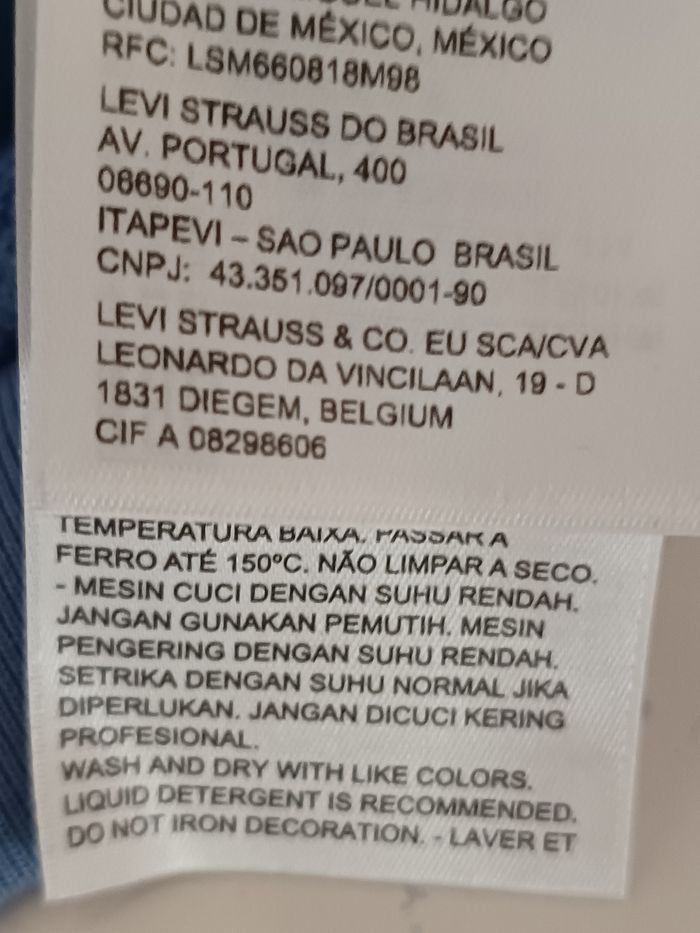 HIDALGO
CIUDAD DE MÉXICO, MÉXICO
RFC: LSM660818M98
LEVI STRAUSS DO BRASIL
AV. PORTUGAL, 400
06690-110
ITAPEVI – SAO PAULO BRASIL
CNPJ: 43.351.097/0001-90
LEVI STRAUSS & CO. EU SCA/CVA
LEONARDO DA VINCILAAN, 19 - D
1831 DIEGEM, BELGIUM
CIF A 08298606
TEMPERATURA BAIXA. PASSAR A
FERRO ATÉ 150ºC. NÃO LIMPAR A SECO.
- MESIN CUCI DENGAN SUHU RENDAH.
JANGAN GUNAKAN PEMUTIH. MESIN
PENGERING DENGAN SUHU RENDAH.
SETRIKA DENGAN SUHU NORMAL JIKA
DIPERLUKAN. JANGAN DICUCI KERING
PROFESIONAL.
WASH AND DRY WITH LIKE COLORS.
LIQUID DETERGENT IS RECOMMENDED.
DO NOT IRON DECORATION. - LAVER ET